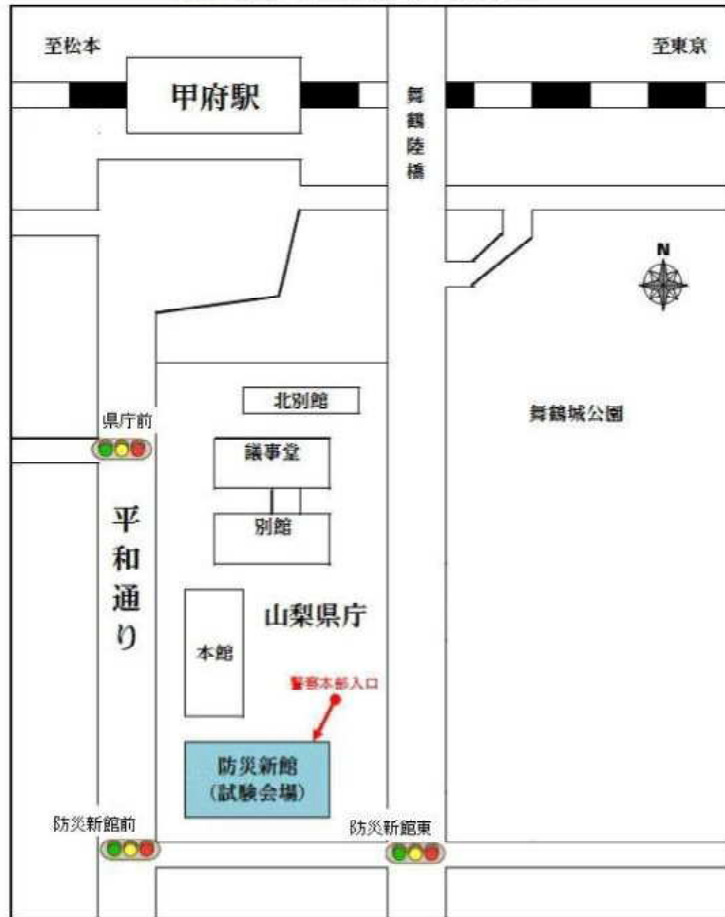 至松本
至東京
甲府駅
舞鶴陸橋
N
北別館
舞鶴城公園
県庁前
議事堂
別館
平和通り
山梨県庁
本館
警察本部入口
防災新館
(試験会場)
防災新館前
防災新館東